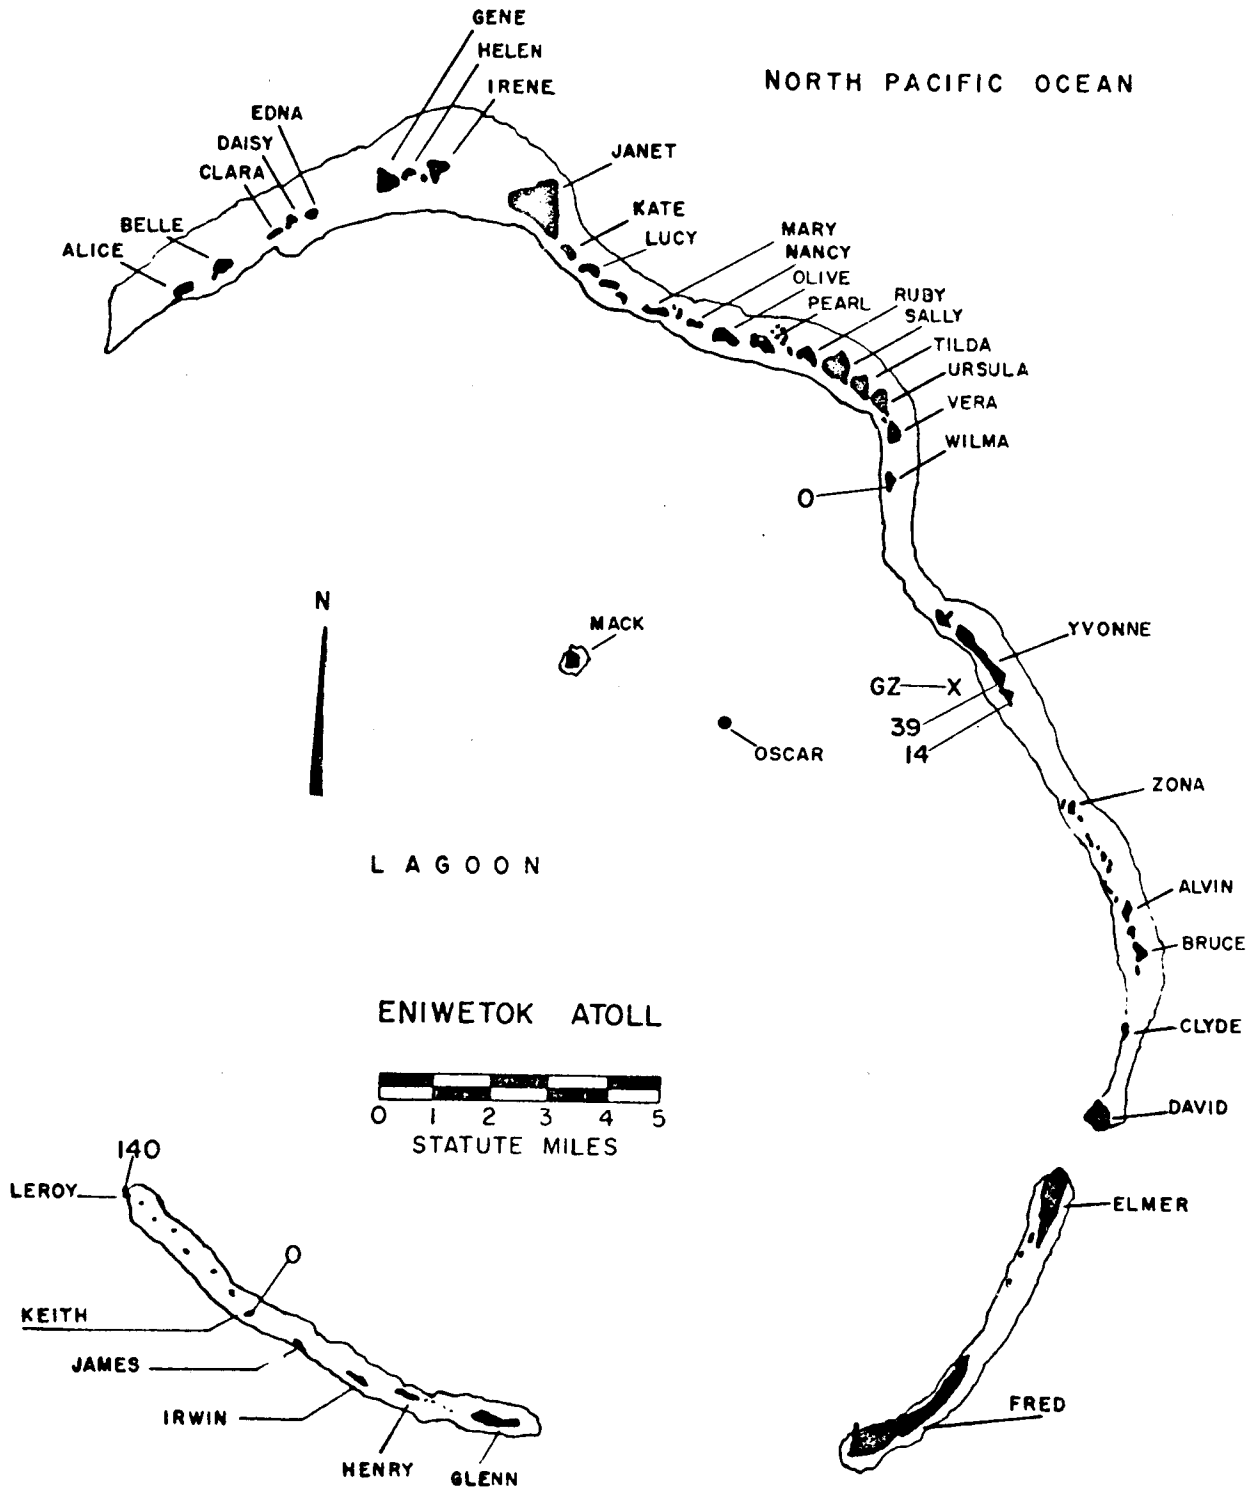 GENE
HELEN
NORTH PACIFIC OCEAN
IRENE
EDNA
DAISY
JANET
CLARA
KATE
BELLE
MARY
LUCY
ALICE
NANCY
OLIVE
RUBY
PEARL
SALLY
TILDA
URSULA
VERA
WILMA
0
N
MACK
YVONNE
GZ X
39
14
OSCAR
ZONA
LAGOON
ALVIN
BRUCE
ENIWETOK ATOLL
CLYDE
0 1 2 3 4 5
DAVID
STATUTE MILES
140
LEROY
ELMER
0
KEITH
JAMES
FRED
IRWIN
HENRY
GLENN